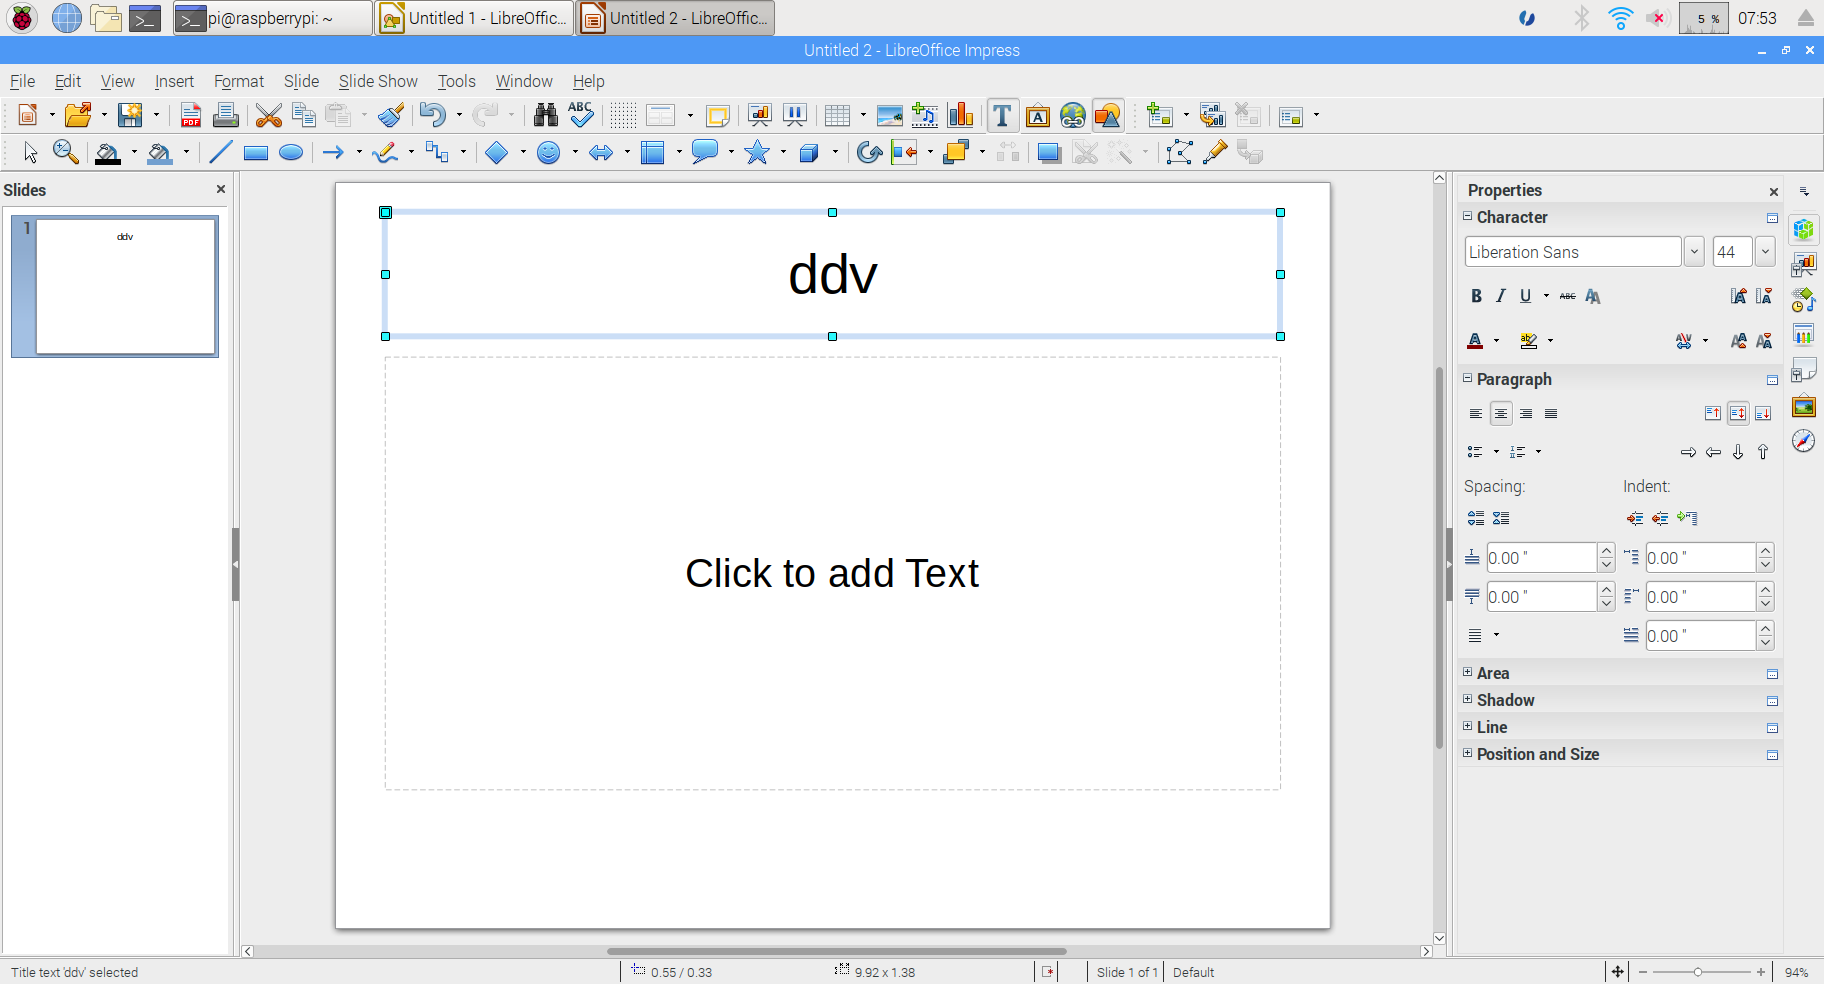 pi@raspberrypi: ~
Untitled 1 - LibreOffic...
Untitled 2 - LibreOffic...
5 %
07:53
Untitled 2 - LibreOffice Impress
File Edit View Insert Format Slide Slide Show Tools Window Help
PDF
ABC
T
A
Slides
1
ddv
ddv
Click to add Text
Properties
Character
Liberation Sans
44
B I U ABC
Paragraph
Spacing:
Indent:
0.00 "
0.00 "
0.00 "
0.00 "
0.00 "
Area
Shadow
Line
Position and Size
Title text 'ddv' selected
0.55 / 0.33
9.92 x 1.38
Slide 1 of 1
Default
94%